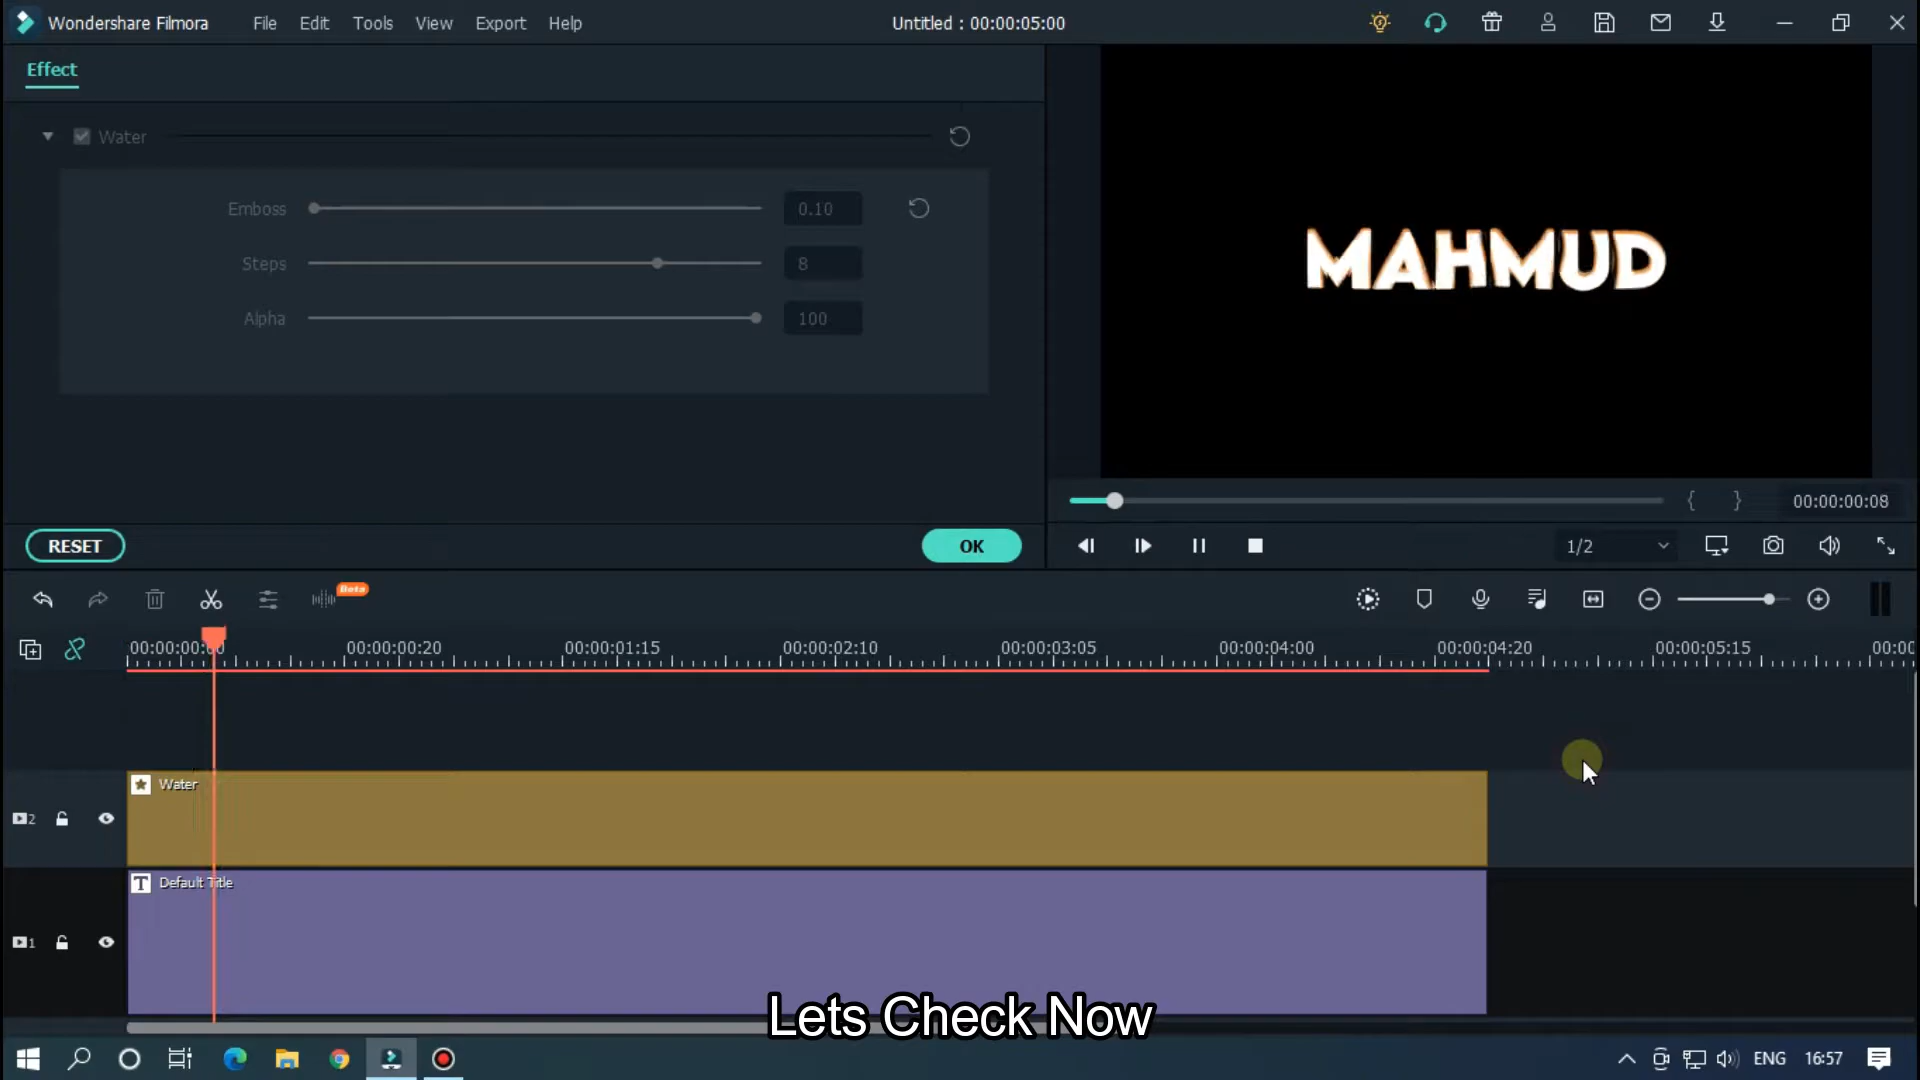 Wondershare Filmora File Edit Tools View Export Help Untitled : 00:00:05:00
Effect
Water
Emboss 0.10
Steps 8
Alpha 100
MAHMUD
{ } 00:00:00:08
RESET OK 1/2
Beta
00:00:00:20 00:00:01:15 00:00:02:10 00:00:03:05 00:00:04:00 00:00:04:20 00:00:05:15
Water
2
T Default Title
1
Lets Check Now
ENG 16:57